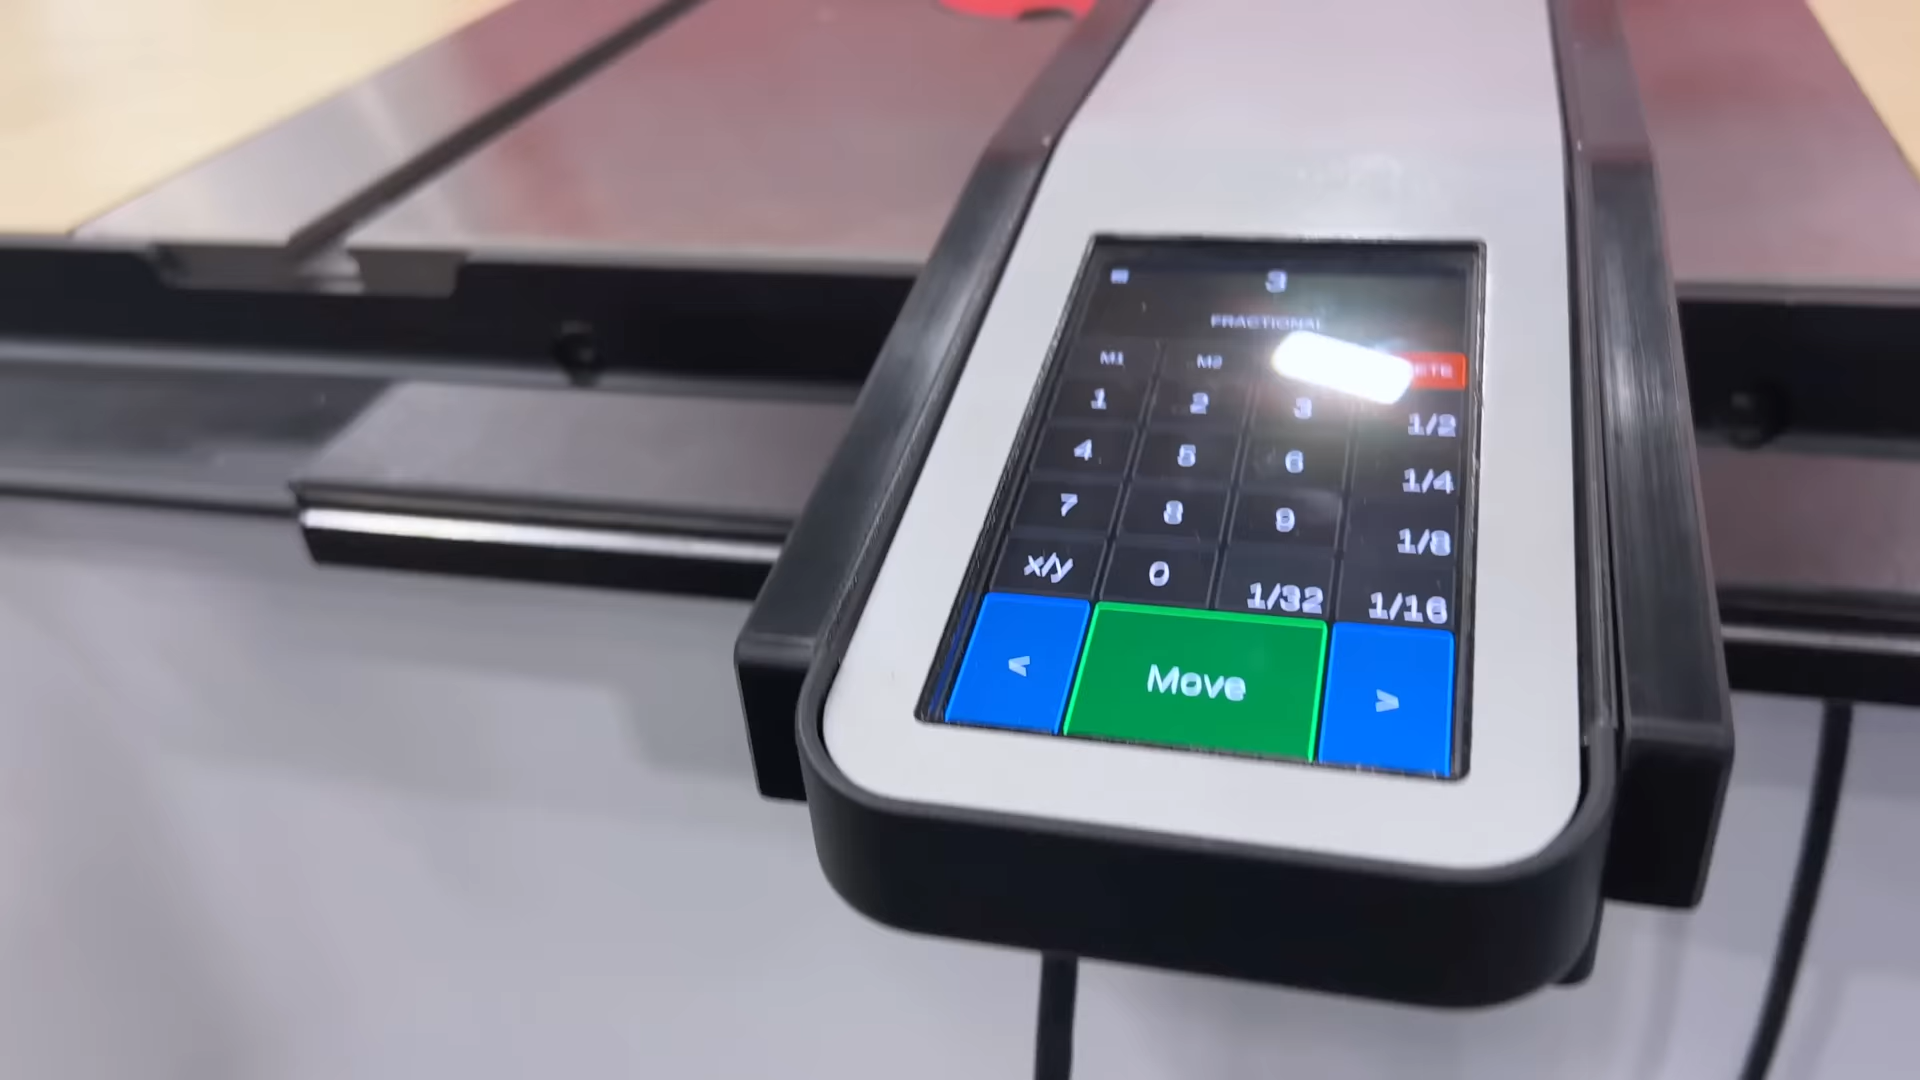 3
FRACTIONAL
M1 M2
1 2 3 1/2
4 5 6 1/4
7 8 9 1/8
x/y 0 1/32 1/16
< Move >